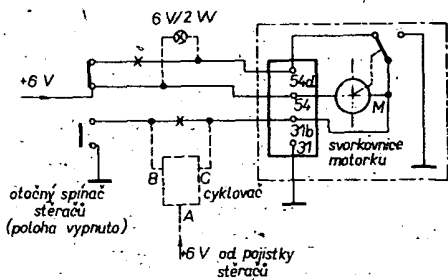 6 V/2 W
+6 V
54d
54
M
31b
31
svorkovnice
motorku
B
C
cyklovač
A
otočný spínač
stěračů
(poloha vypnuto)
+6 V od pojistky
stěračů